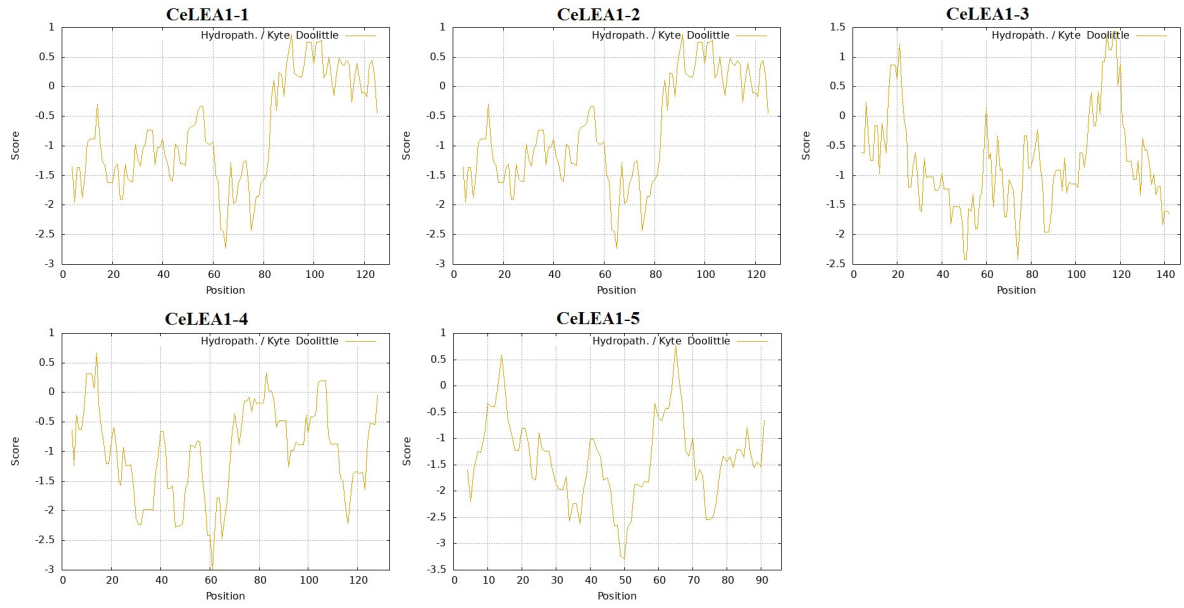 CeLEA1-1
Hydropath. / Kyte Doolittle
1
0.5
0
-0.5
-1
-1.5
-2
-2.5
-3
Score
0 20 40 60 80 100 120
Position
CeLEA1-2
Hydropath. / Kyte Doolittle
1
0.5
0
-0.5
-1
-1.5
-2
-2.5
-3
Score
0 20 40 60 80 100 120
Position
CeLEA1-3
Hydropath. / Kyte Doolittle
1.5
1
0.5
0
-0.5
-1
-1.5
-2
-2.5
Score
0 20 40 60 80 100 120 140
Position
CeLEA1-4
Hydropath. / Kyte Doolittle
1
0.5
0
-0.5
-1
-1.5
-2
-2.5
-3
Score
0 20 40 60 80 100 120
Position
CeLEA1-5
Hydropath. / Kyte Doolittle
1
0.5
0
-0.5
-1
-1.5
-2
-2.5
-3
-3.5
Score
0 10 20 30 40 50 60 70 80 90
Position